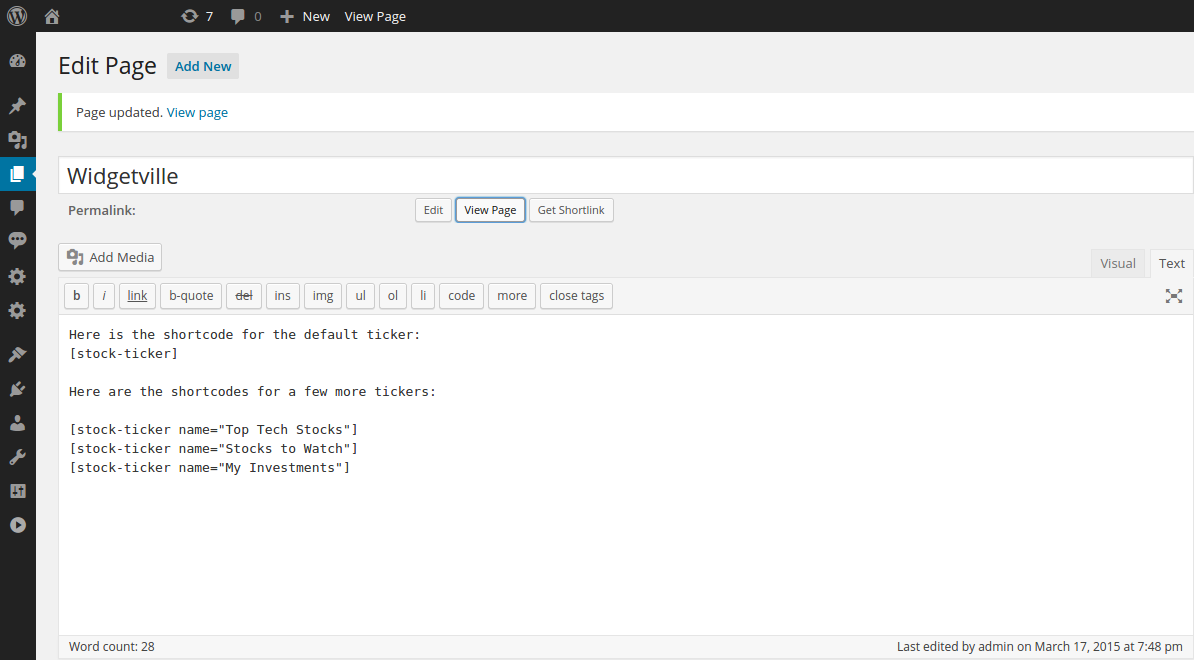 7 0 New View Page
Edit Page Add New
Page updated. View page
Widgetville
Permalink: Edit View Page Get Shortlink
Add Media Visual Text
b i link b-quote del ins img ul ol li code more close tags
Here is the shortcode for the default ticker:
[stock-ticker]
Here are the shortcodes for a few more tickers:
[stock-ticker name="Top Tech Stocks"]
[stock-ticker name="Stocks to Watch"]
[stock-ticker name="My Investments"]
Word count: 28 Last edited by admin on March 17, 2015 at 7:48 pm